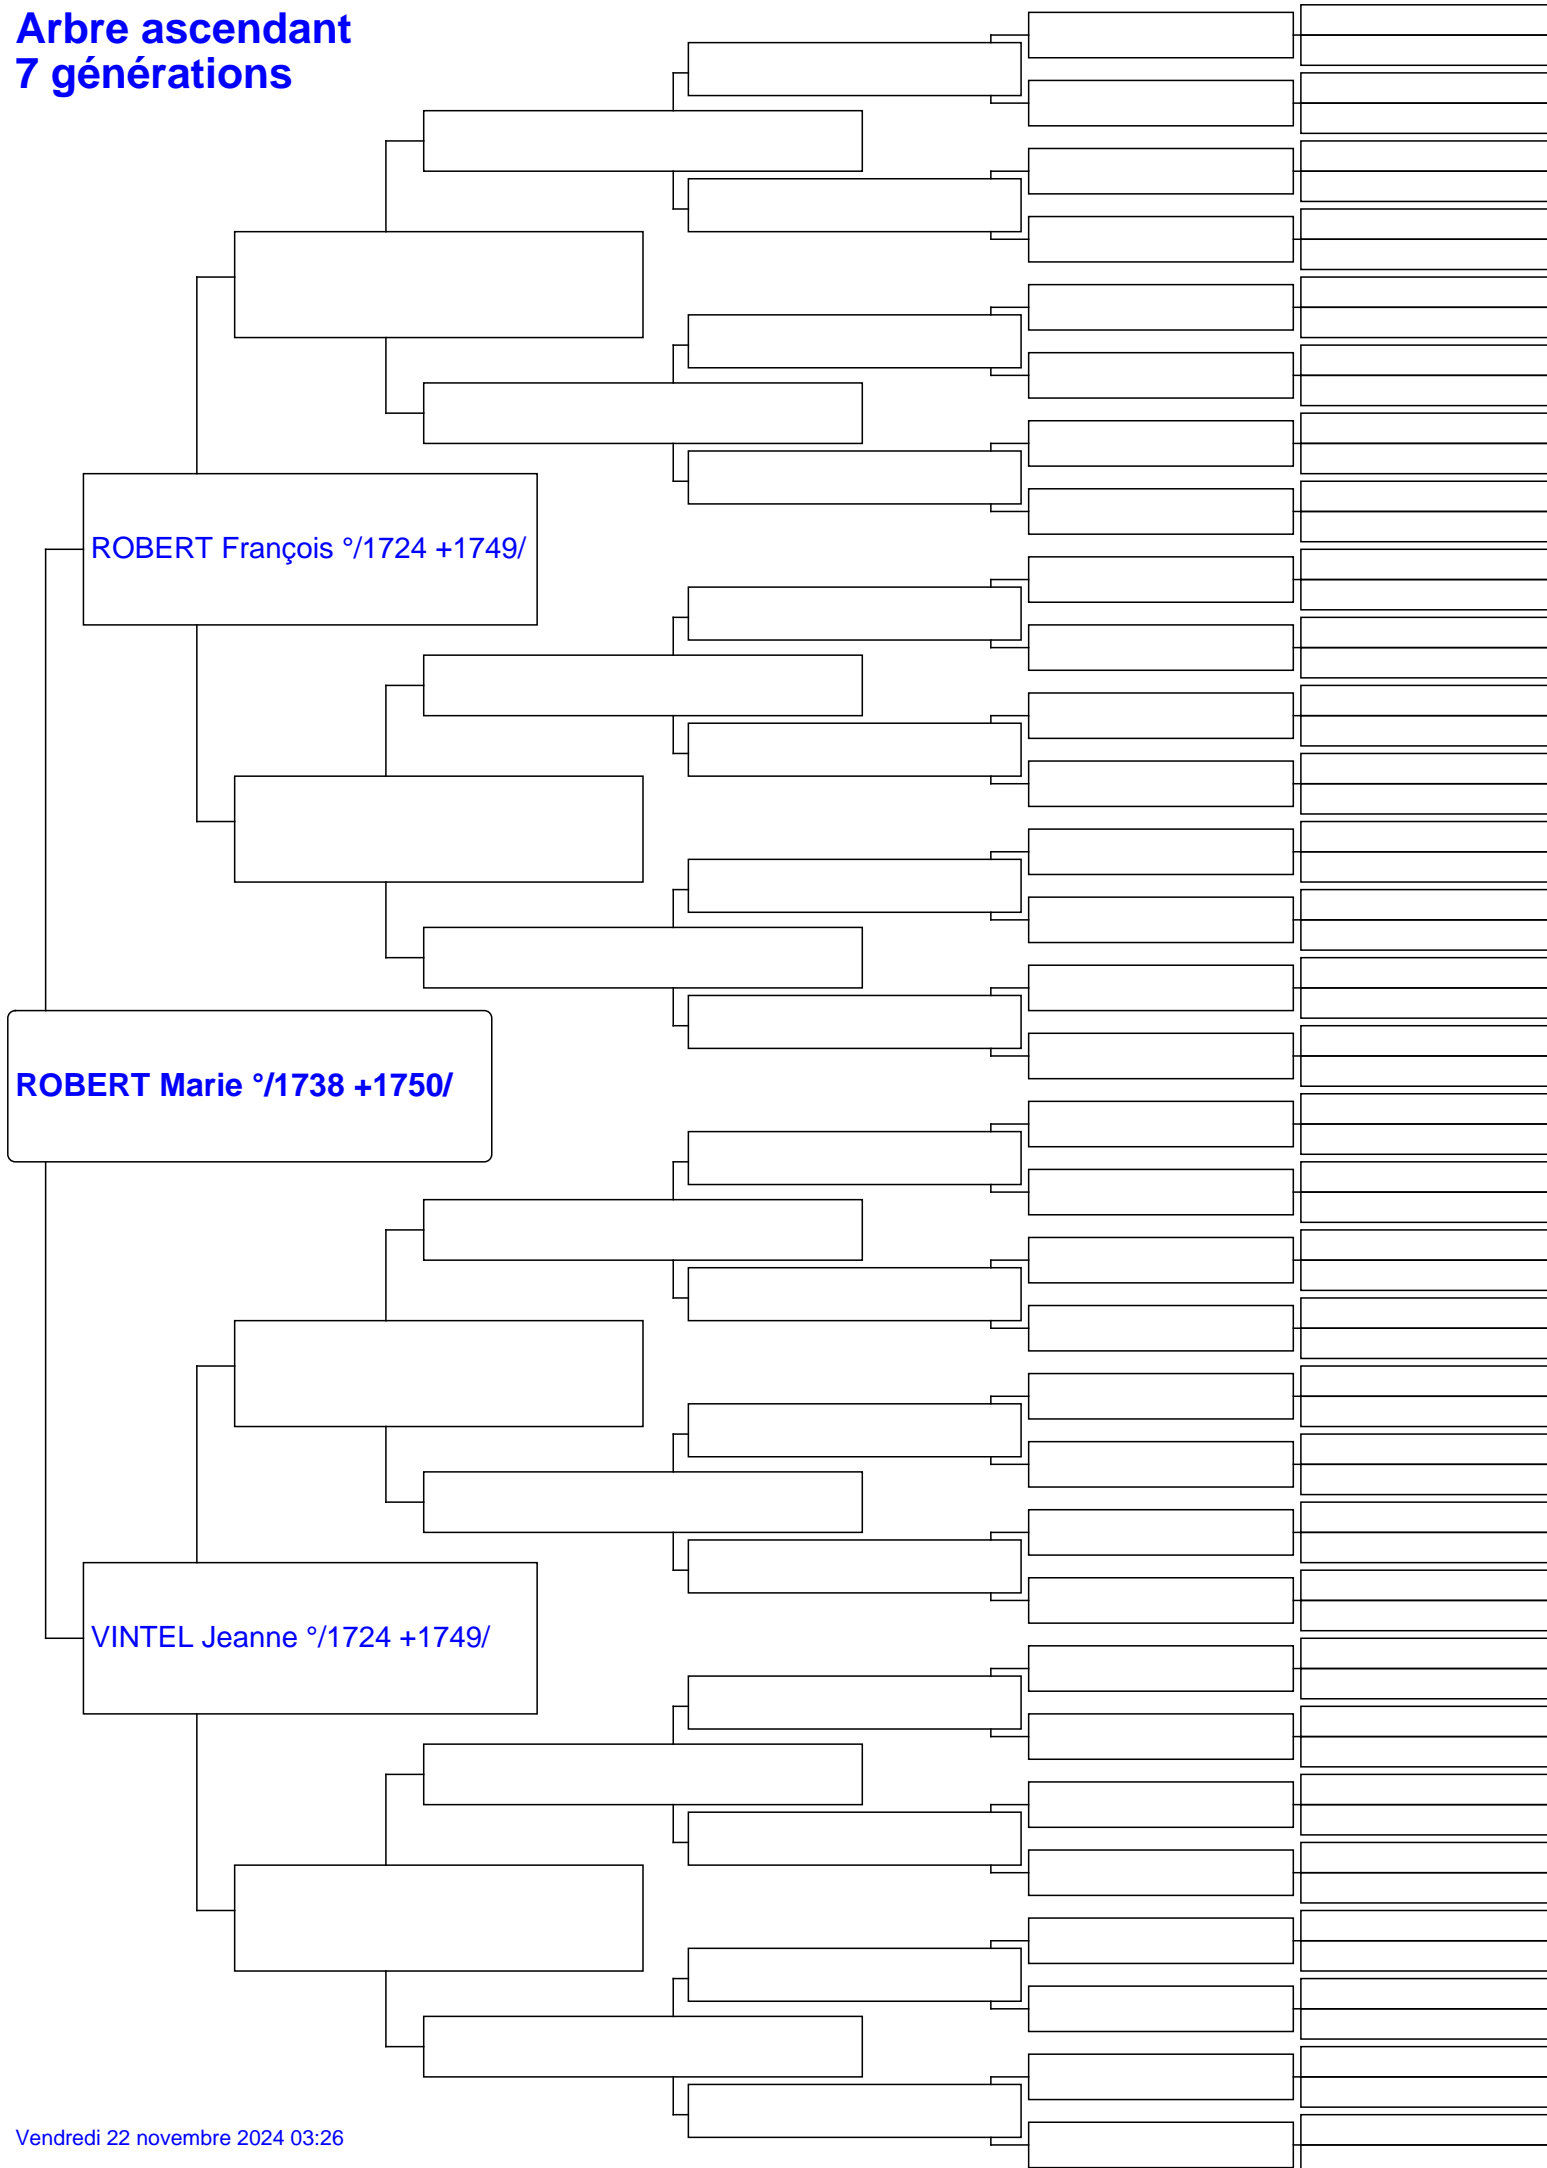 Arbre ascendant
7 générations
ROBERT François °/1724 +1749/
ROBERT Marie °/1738 +1750/
VINTEL Jeanne °/1724 +1749/
Vendredi 22 novembre 2024 03:26